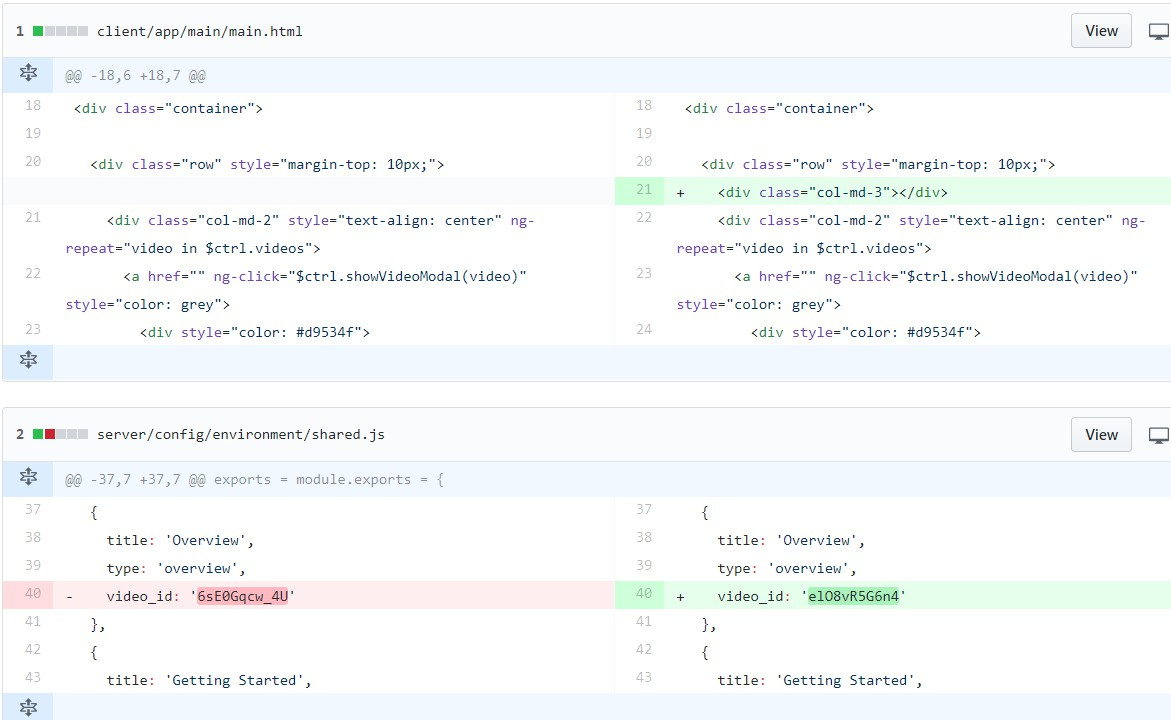 1 client/app/main/main.html View
@@ -18,6 +18,7 @@
18 <div class="container"> 18 <div class="container">
19 19
20 <div class="row" style="margin-top: 10px;"> 20 <div class="row" style="margin-top: 10px;">
21 + <div class="col-md-3"></div>
21 <div class="col-md-2" style="text-align: center" ng- 22 <div class="col-md-2" style="text-align: center" ng-
repeat="video in $ctrl.videos"> repeat="video in $ctrl.videos">
22 <a href="" ng-click="$ctrl.showVideoModal(video)" 23 <a href="" ng-click="$ctrl.showVideoModal(video)"
style="color: grey"> style="color: grey">
23 <div style="color: #d9534f"> 24 <div style="color: #d9534f">
2 server/config/environment/shared.js View
@@ -37,7 +37,7 @@ exports = module.exports = {
37 { 37 {
38 title: 'Overview', 38 title: 'Overview',
39 type: 'overview', 39 type: 'overview',
40 - video_id: '6sE0Gqcw_4U' 40 + video_id: 'elO8vR5G6n4'
41 }, 41 },
42 { 42 {
43 title: 'Getting Started', 43 title: 'Getting Started',